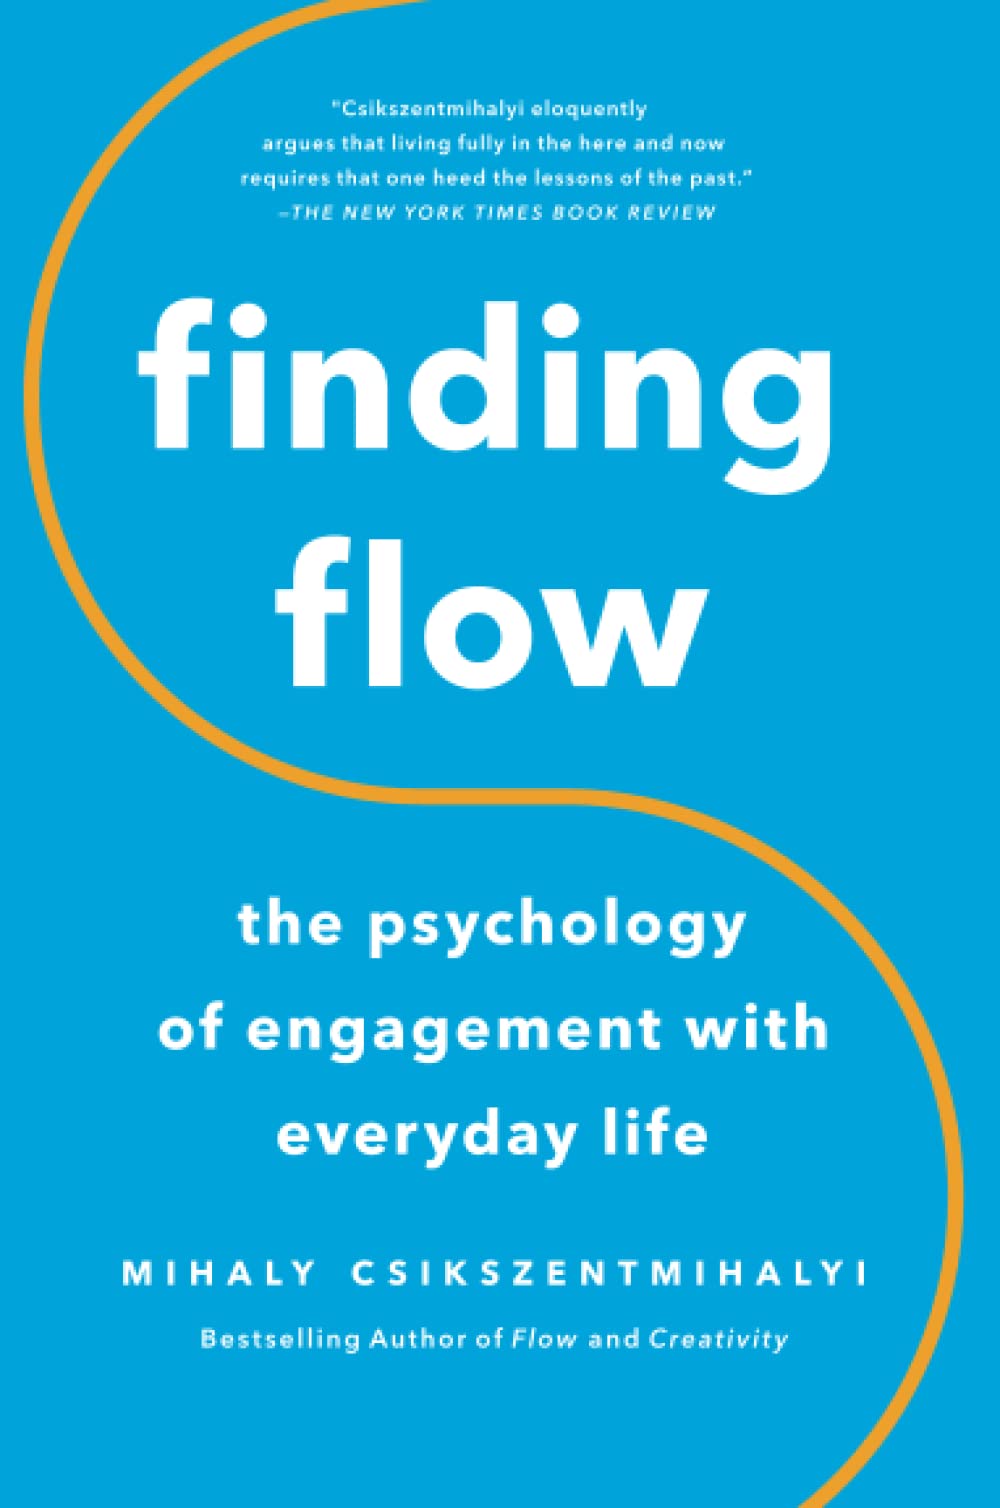 "Csikszentmihalyi eloquently
argues that living fully in the here and now
requires that one heed the lessons of the past."
–THE NEW YORK TIMES BOOK REVIEW
finding
flow
the psychology
of engagement with
everyday life
MIHALY CSIKSZENTMIHALYI
Bestselling Author of Flow and Creativity